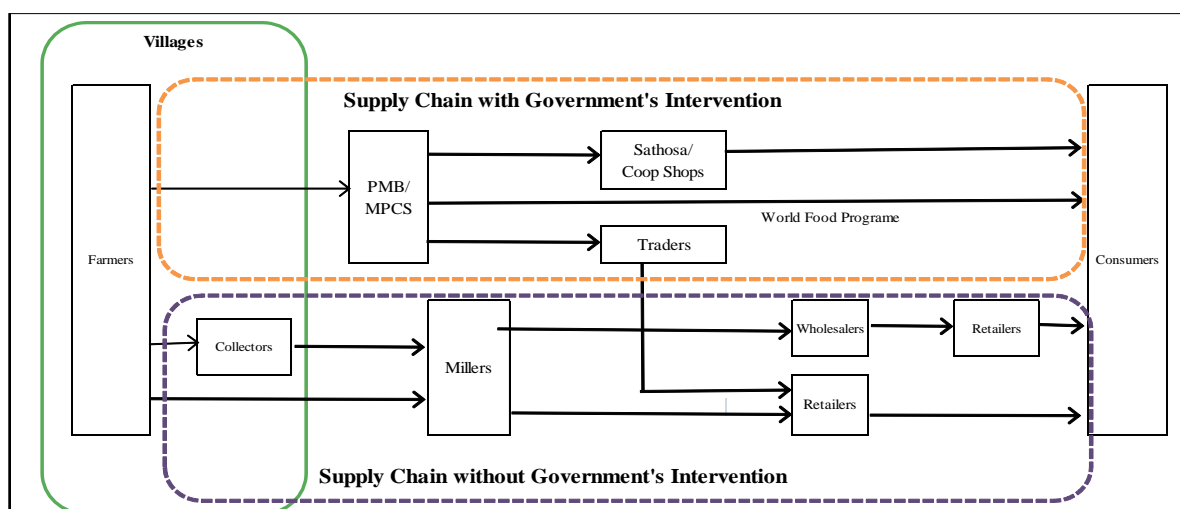 Villages
Supply Chain with Government's Intervention
Farmers
PMB/
MPCS
Sathosa/
Coop Shops
World Food Programe
Traders
Consumers
Collectors
Millers
Wholesalers
Retailers
Retailers
Supply Chain without Government's Intervention